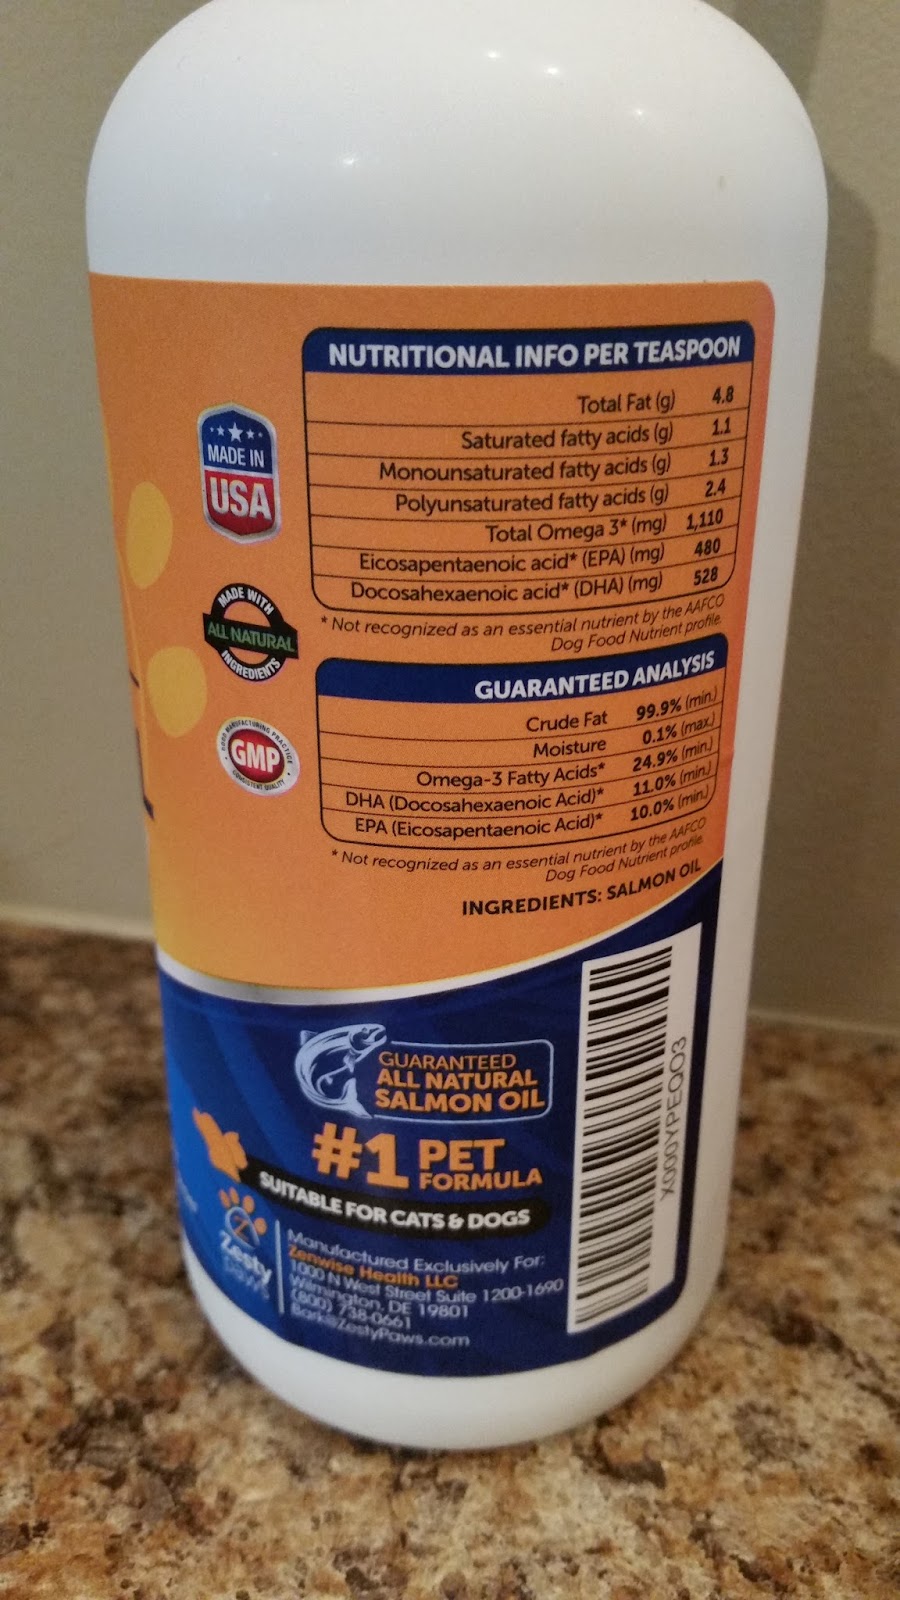 NUTRITIONAL INFO PER TEASPOON
Total Fat (g) 4.8
Saturated fatty acids (g) 1.1
Monounsaturated fatty acids (g) 1.3
Polyunsaturated fatty acids (g) 2.4
Total Omega 3* (mg) 1,110
Eicosapentaenoic acid* (EPA) (mg) 480
Docosahexaenoic acid* (DHA) (mg) 528
* Not recognized as an essential nutrient by the AAFCO
Dog Food Nutrient profile.
MADE IN
USA
MADE WITH
ALL NATURAL
INGREDIENTS
GOOD MANUFACTURING PRACTICE
GMP
CONSISTENT QUALITY
GUARANTEED ANALYSIS
Crude Fat 99.9% (min.)
Moisture 0.1% (max.)
Omega-3 Fatty Acids* 24.9% (min.)
DHA (Docosahexaenoic Acid)* 11.0% (min.)
EPA (Eicosapentaenoic Acid)* 10.0% (min.)
* Not recognized as an essential nutrient by the AAFCO
Dog Food Nutrient profile.
INGREDIENTS: SALMON OIL
GUARANTEED
ALL NATURAL
SALMON OIL
#1 PET
FORMULA
SUITABLE FOR CATS & DOGS
Zesty
Paws
Manufactured Exclusively For:
Zenwise Health LLC
1000 N West Street Suite 1200-1690
Wilmington, DE 19801
(800) 738-0661
Bark@ZestyPaws.com
X000YPEQO3